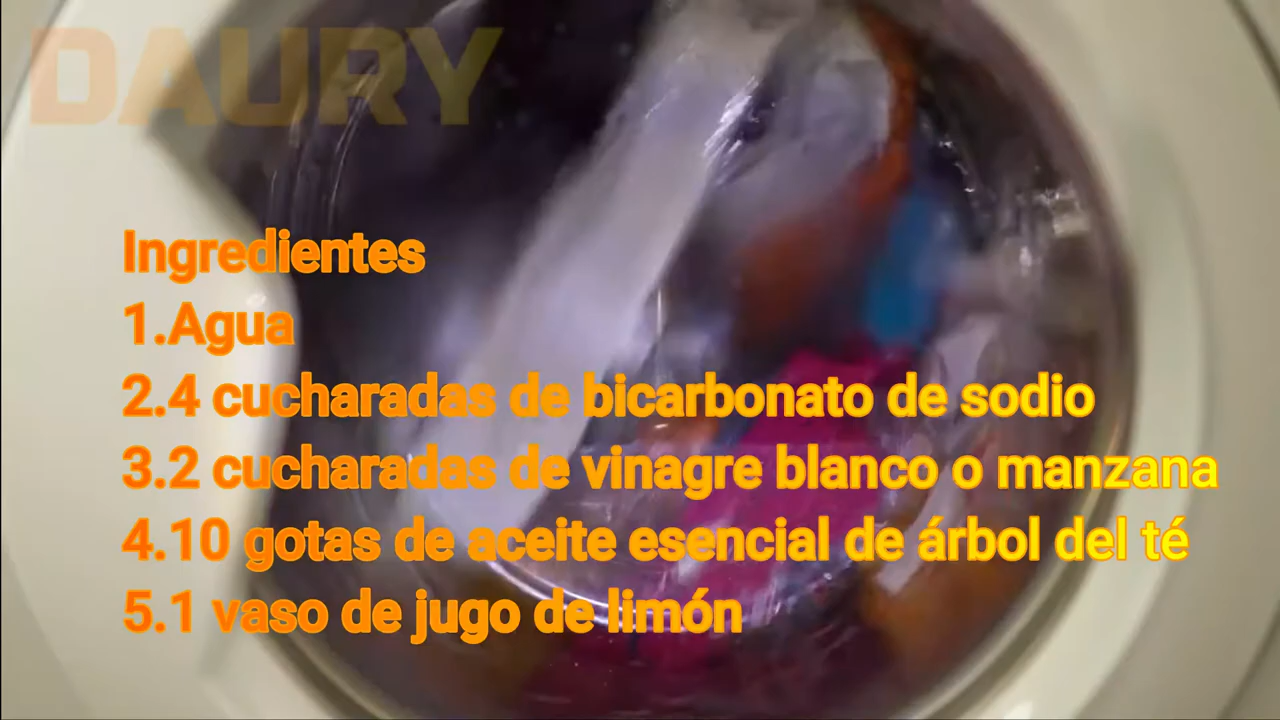 DAURY
Ingredientes
1.Agua
2.4 cucharadas de bicarbonato de sodio
3.2 cucharadas de vinagre blanco o manzana
4.10 gotas de aceite esencial de árbol del té
5.1 vaso de jugo de limón